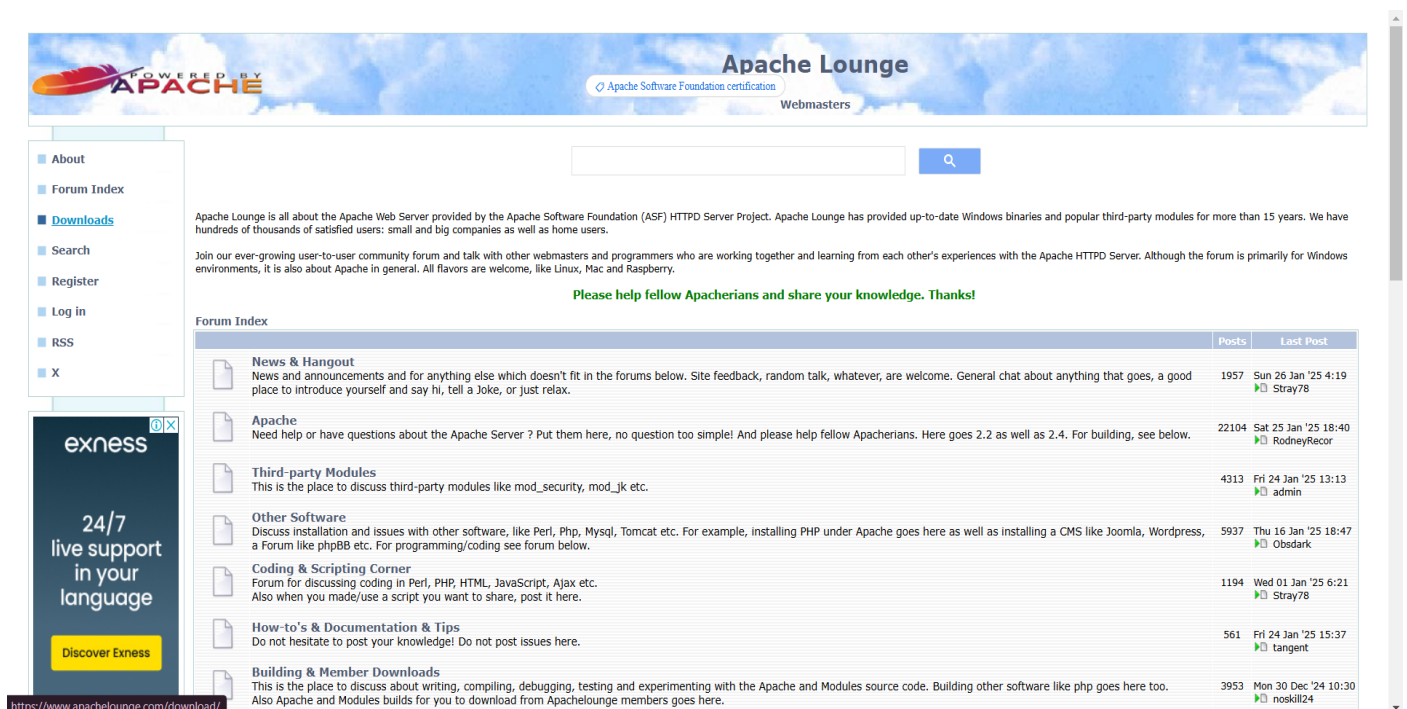 POWERED BY
APACHE
Apache Lounge
Apache Software Foundation certification
Webmasters
About
Forum Index
Downloads
Search
Register
Log in
RSS
X
Apache Lounge is all about the Apache Web Server provided by the Apache Software Foundation (ASF) HTTPD Server Project. Apache Lounge has provided up-to-date Windows binaries and popular third-party modules for more than 15 years. We have
hundreds of thousands of satisfied users: small and big companies as well as home users.
Join our ever-growing user-to-user community forum and talk with other webmasters and programmers who are working together and learning from each other's experiences with the Apache HTTPD Server. Although the forum is primarily for Windows
environments, it is also about Apache in general. All flavors are welcome, like Linux, Mac and Raspberry.
Please help fellow Apacherians and share your knowledge. Thanks!
Forum Index
Posts Last Post
News & Hangout
News and announcements and for anything else which doesn't fit in the forums below. Site feedback, random talk, whatever, are welcome. General chat about anything that goes, a good
place to introduce yourself and say hi, tell a Joke, or just relax.
1957 Sun 26 Jan '25 4:19
Stray78
Apache
Need help or have questions about the Apache Server ? Put them here, no question too simple! And please help fellow Apacherians. Here goes 2.2 as well as 2.4. For building, see below.
22104 Sat 25 Jan '25 18:40
RodneyRecor
Third-party Modules
This is the place to discuss third-party modules like mod_security, mod_jk etc.
4313 Fri 24 Jan '25 13:13
admin
Other Software
Discuss installation and issues with other software, like Perl, Php, Mysql, Tomcat etc. For example, installing PHP under Apache goes here as well as installing a CMS like Joomla, Wordpress,
a Forum like phpBB etc. For programming/coding see forum below.
5937 Thu 16 Jan '25 18:47
Obsdark
Coding & Scripting Corner
Forum for discussing coding in Perl, PHP, HTML, JavaScript, Ajax etc.
Also when you made/use a script you want to share, post it here.
1194 Wed 01 Jan '25 6:21
Stray78
How-to's & Documentation & Tips
Do not hesitate to post your knowledge! Do not post issues here.
561 Fri 24 Jan '25 15:37
tangent
Building & Member Downloads
This is the place to discuss about writing, compiling, debugging, testing and experimenting with the Apache and Modules source code. Building other software like php goes here too.
Also Apache and Modules builds for you to download from Apachelounge members goes here.
3953 Mon 30 Dec '24 10:30
noskill24
exness
24/7
live support
in your
language
Discover Exness
https://www.apachelounge.com/download/